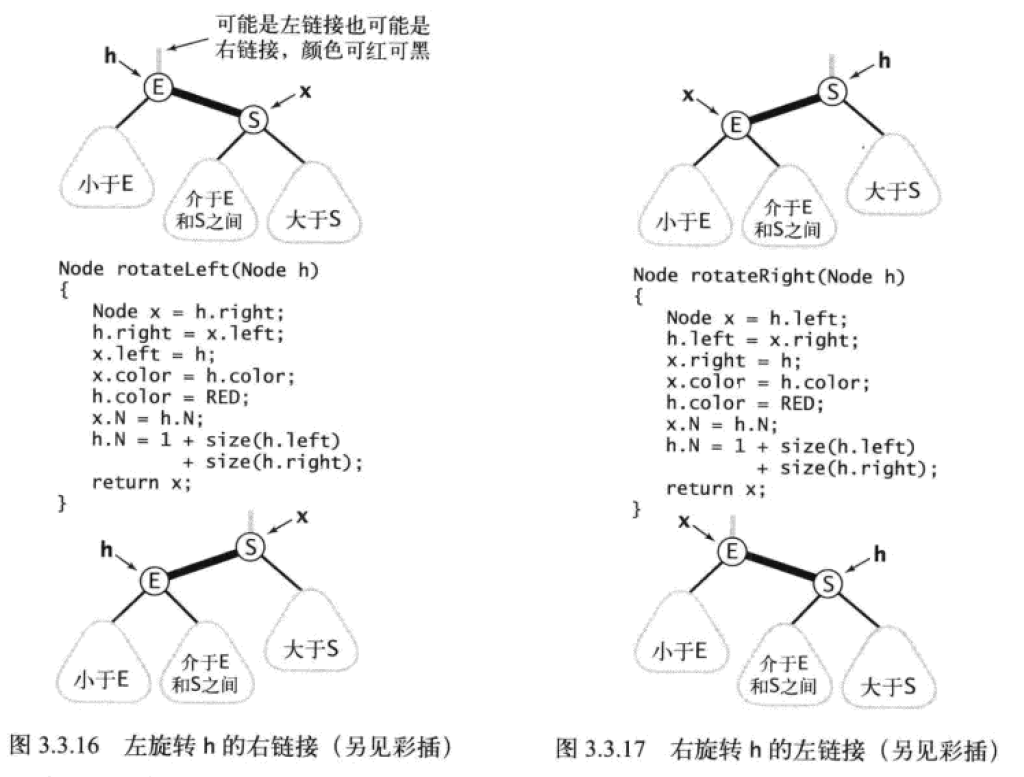 可能是左链接也可能是
右链接，颜色可红可黑
h
E
x
S
小于E
介于E
和S之间
大于S
Node rotateLeft(Node h)
{
Node x = h.right;
h.right = x.left;
x.left = h;
x.color = h.color;
h.color = RED;
x.N = h.N;
h.N = 1 + size(h.left)
+ size(h.right);
return x;
}
x
h
S
E
小于E
介于E
和S之间
大于S
图 3.3.16 左旋转 h 的右链接（另见彩插）
h
x
S
E
小于E
介于E
和S之间
大于S
Node rotateRight(Node h)
{
Node x = h.left;
h.left = x.right;
x.right = h;
x.color = h.color;
h.color = RED;
x.N = h.N;
h.N = 1 + size(h.left)
+ size(h.right);
return x;
}
x
E
h
S
小于E
介于E
和S之间
大于S
图 3.3.17 右旋转 h 的左链接（另见彩插）